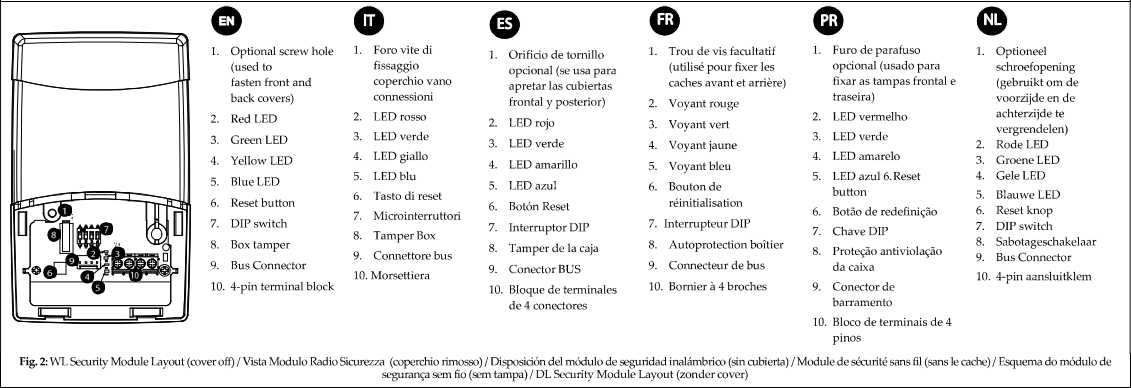 EN
1. Optional screw hole
(used to
fasten front and
back covers)
2. Red LED
3. Green LED
4. Yellow LED
5. Blue LED
6. Reset button
7. DIP switch
8. Box tamper
9. Bus Connector
10. 4-pin terminal block
IT
1. Foro vite di
fissaggio
coperchio vano
connessioni
2. LED rosso
3. LED verde
4. LED giallo
5. LED blu
6. Tasto di reset
7. Microinterruttori
8. Tamper Box
9. Connettore bus
10. Morsettiera
ES
1. Orificio de tornillo
opcional (se usa para
apretar las cubiertas
frontal y posterior)
2. LED rojo
3. LED verde
4. LED amarillo
5. LED azul
6. Botón Reset
7. Interruptor DIP
8. Tamper de la caja
9. Conector BUS
10. Bloque de terminales
de 4 conectores
FR
1. Trou de vis facultatif
(utilisé pour fixer les
caches avant et arrière)
2. Voyant rouge
3. Voyant vert
4. Voyant jaune
5. Voyant bleu
6. Bouton de
réinitialisation
7. Interrupteur DIP
8. Autoprotection boîtier
9. Connecteur de bus
10. Bornier à 4 broches
PR
1. Furo de parafuso
opcional (usado para
fixar as tampas frontal e
traseira)
2. LED vermelho
3. LED verde
4. LED amarelo
5. LED azul 6.Reset
button
6. Botão de redefinição
7. Chave DIP
8. Proteção antiviolação
da caixa
9. Conector de
barramento
10. Bloco de terminais de 4
pinos
NL
1. Optioneel
schroefopening
(gebruikt om de
voorzijde en de
achterzijde te
vergrendelen)
2. Rode LED
3. Groene LED
4. Gele LED
5. Blauwe LED
6. Reset knop
7. DIP switch
8. Sabotageschakelaar
9. Bus Connector
10. 4-pin aansluitklem
1
8
7
2
3
9
6
4
10
5
Fig. 2: WL Security Module Layout (cover off) / Vista Modulo Radio Sicurezza (coperchio rimosso) / Disposición del módulo de seguridad inalámbrico (sin cubierta) / Module de sécurité sans fil (sans le cache) / Esquema do módulo de
segurança sem fio (sem tampa) / DL Security Module Layout (zonder cover)